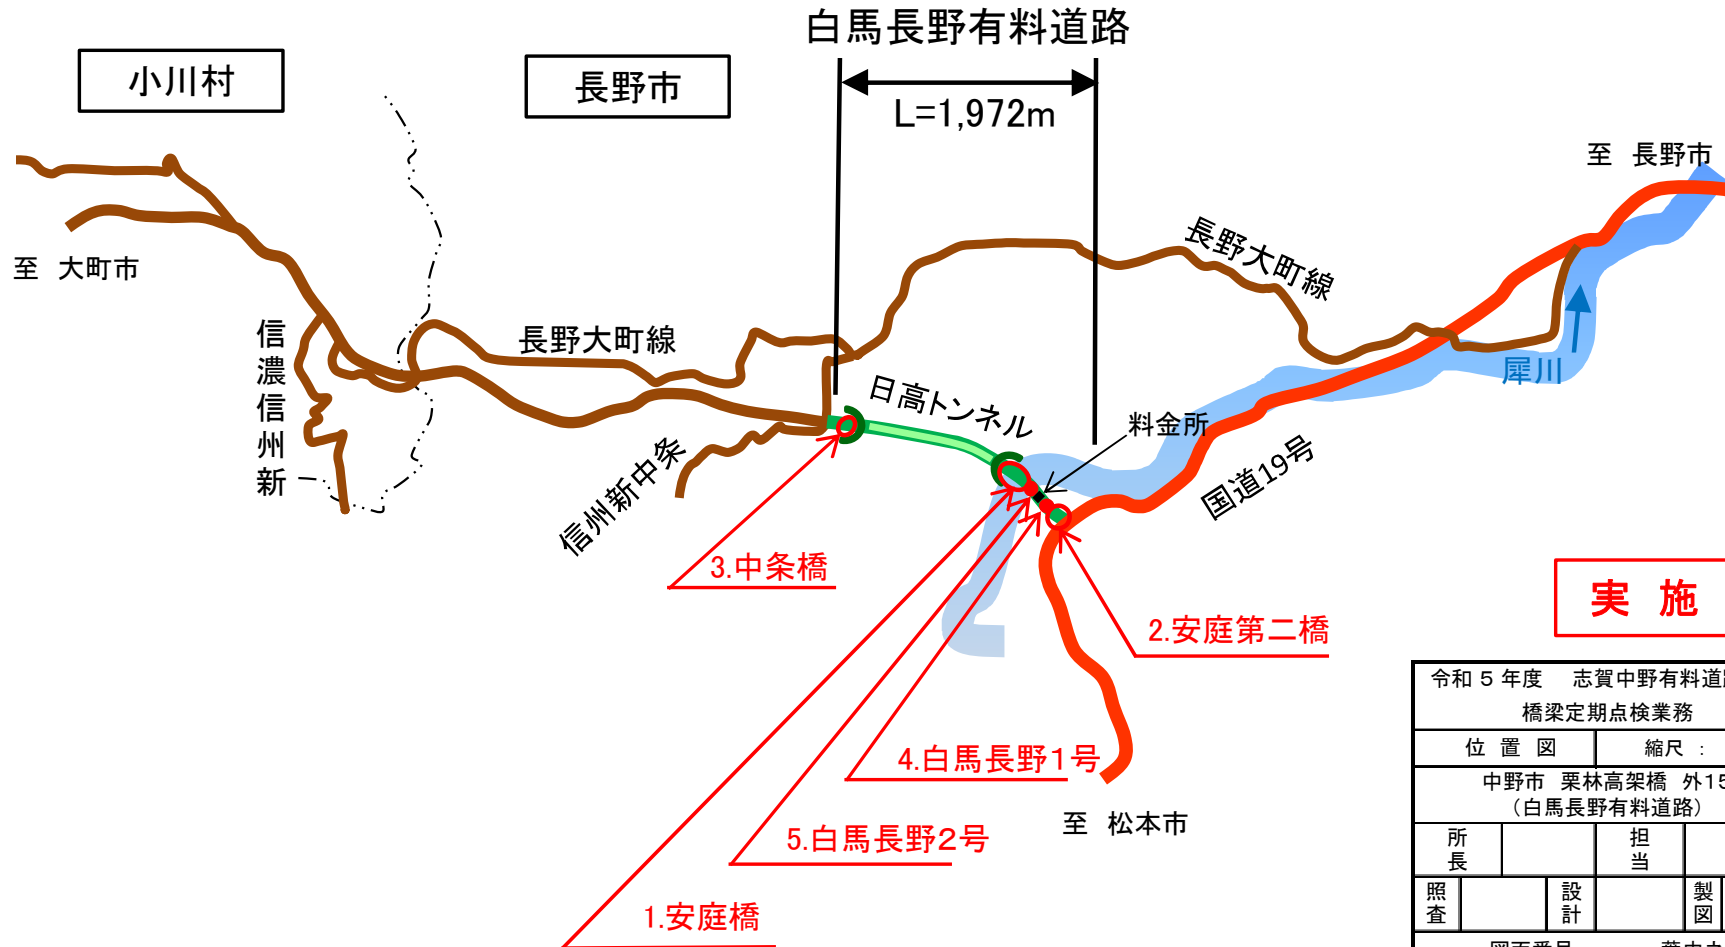 白馬長野有料道路
小川村
長野市
L=1,972m
至 長野市
長野大町線
至 大町市
信濃信州新
長野大町線
犀川
日高トンネル
料金所
国道19号
信州新中条
3.中条橋
2.安庭第二橋
実 施
4.白馬長野1号
5.白馬長野2号
至 松本市
1.安庭橋
令和 5 年度 志賀中野有料道
橋梁定期点検業務
位 置 図 縮尺 :
中野市 栗林高架橋 外15
(白馬長野有料道路)
所長 担当
照査 設計 製図